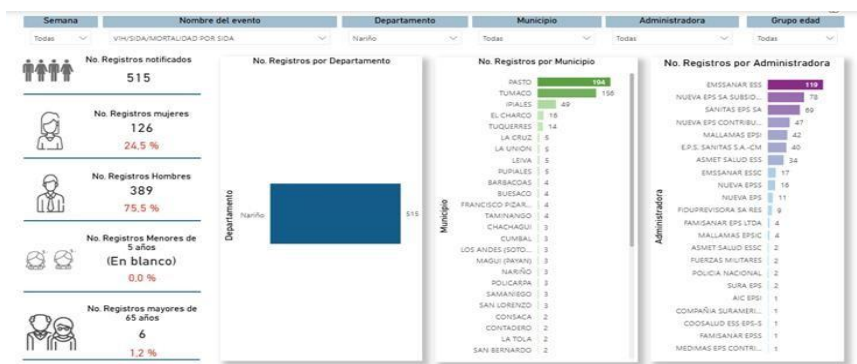 Semana Nombre del evento Departamento Municipio Administradora Grupo edad
Todas VIH/SIDA/MORTALIDAD POR SIDA Nariño Todas Todas Todas
No. Registros notificados
515
No. Registros mujeres
126
24,5 %
No. Registros Hombres
389
75,5 %
No. Registros Menores de
5 años
(En blanco)
0,0 %
No. Registros mayores de
65 años
6
1,2 %
No. Registros por Departamento
Departamento
Nariño 515
No. Registros por Municipio
Municipio
PASTO 194
TUMACO 156
IPIALES 49
EL CHARCO 16
TUQUERRES 14
LA CRUZ 5
LA UNION 5
LEIVA 5
PUPIALES 5
BARBACOAS 4
BUESACO 4
FRANCISCO PIZAR... 4
TAMINANGO 4
CHACHAGUI 3
CUMBAL 3
LOS ANDES (SOTO... 3
MAGUI (PAYAN) 3
NARIÑO 3
POLICARPA 3
SAMANIEGO 3
SAN LORENZO 3
CONSACA 2
CONTADERO 2
LA TOLA 2
SAN BERNARDO 2
No. Registros por Administradora
Administradora
EMSSANAR ESS 119
NUEVA EPS SA SUBSID... 78
SANITAS EPS SA 69
NUEVA EPS CONTRIBU... 47
MALLAMAS EPSI 42
E.P.S. SANITAS S.A.-CM 40
ASMET SALUD ESS 34
EMSSANAR ESSC 17
NUEVA EPSS 16
NUEVA EPS 11
FIDUPREVISORA SA RES 9
FAMISANAR EPS LTDA 4
MALLAMAS EPSIC 4
ASMET SALUD ESSC 2
FUERZAS MILITARES 2
POLICIA NACIONAL 2
SURA EPS 2
AIC EPSI 1
COMPAÑIA SURAMERI... 1
COOSALUD ESS EPS-S 1
FAMISANAR EPSS 1
MEDIMAS EPS CONTRI... 1